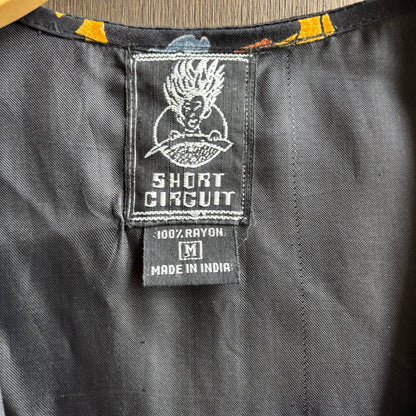 SHORT
CIRCUIT
100% RAYON
M
MADE IN INDIA